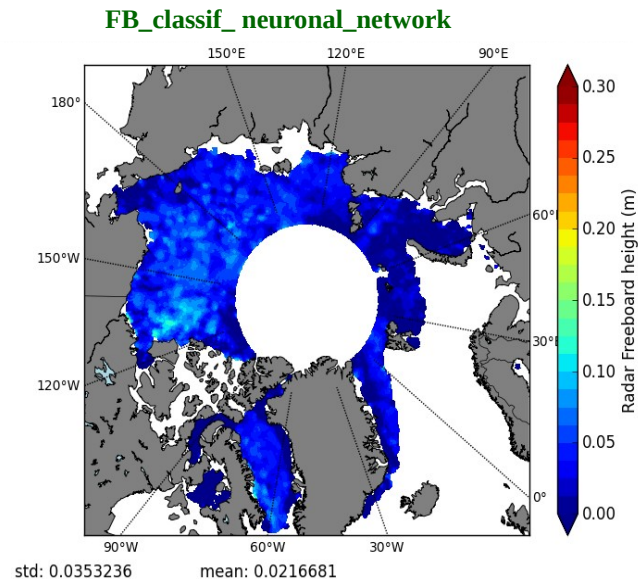 FB_classif_ neuronal_network
150°E 120°E 90°E
180°
60°
150°W
30°
120°W
0°
90°W 60°W 30°W
0.30
0.25
0.20
0.15
0.10
0.05
0.00
Radar Freeboard height (m)
std: 0.0353236 mean: 0.0216681